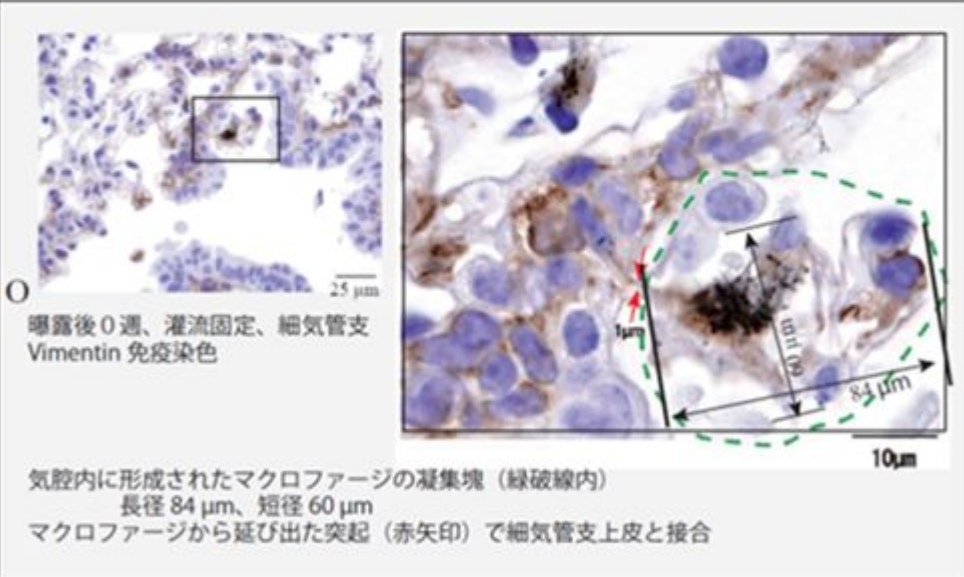 25 μm
O
曝露後０週、灌流固定、細気管支
Vimentin 免疫染色
1μm
60 μm
84 μm
10μm
気腔内に形成されたマクロファージの凝集塊（緑破線内）
長径 84 μm、短径 60 μm
マクロファージから延び出た突起（赤矢印）で細気管支上皮と接合